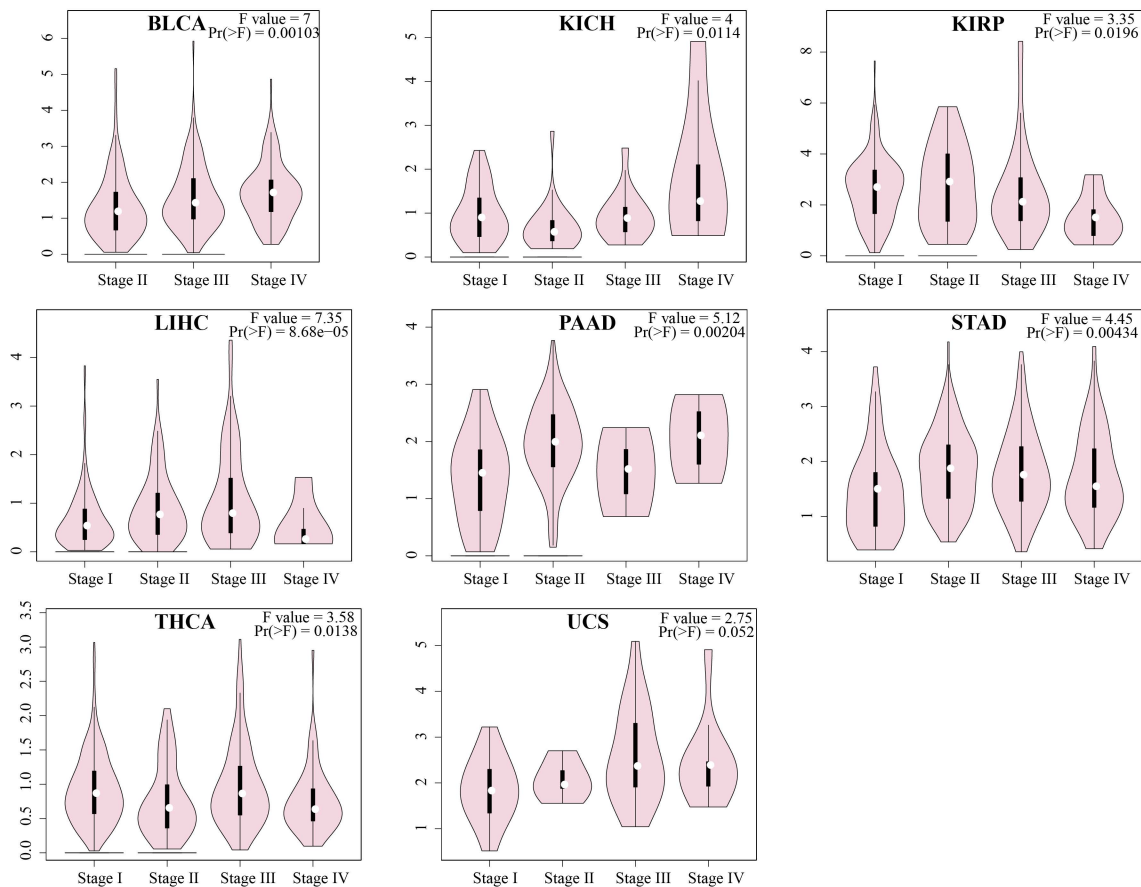 BLCA
F value = 7
Pr(>F) = 0.00103
6
5
4
3
2
1
0
Stage II
Stage III
Stage IV
KICH
F value = 4
Pr(>F) = 0.0114
5
4
3
2
1
0
Stage I
Stage II
Stage III
Stage IV
KIRP
F value = 3.35
Pr(>F) = 0.0196
8
6
4
2
0
Stage I
Stage II
Stage III
Stage IV
LIHC
F value = 7.35
Pr(>F) = 8.68e−05
4
3
2
1
0
Stage I
Stage II
Stage III
Stage IV
PAAD
F value = 5.12
Pr(>F) = 0.00204
4
3
2
1
0
Stage I
Stage II
Stage III
Stage IV
STAD
F value = 4.45
Pr(>F) = 0.00434
4
3
2
1
Stage I
Stage II
Stage III
Stage IV
THCA
F value = 3.58
Pr(>F) = 0.0138
3.5
3.0
2.5
2.0
1.5
1.0
0.5
0.0
Stage I
Stage II
Stage III
Stage IV
UCS
F value = 2.75
Pr(>F) = 0.052
5
4
3
2
1
Stage I
Stage II
Stage III
Stage IV